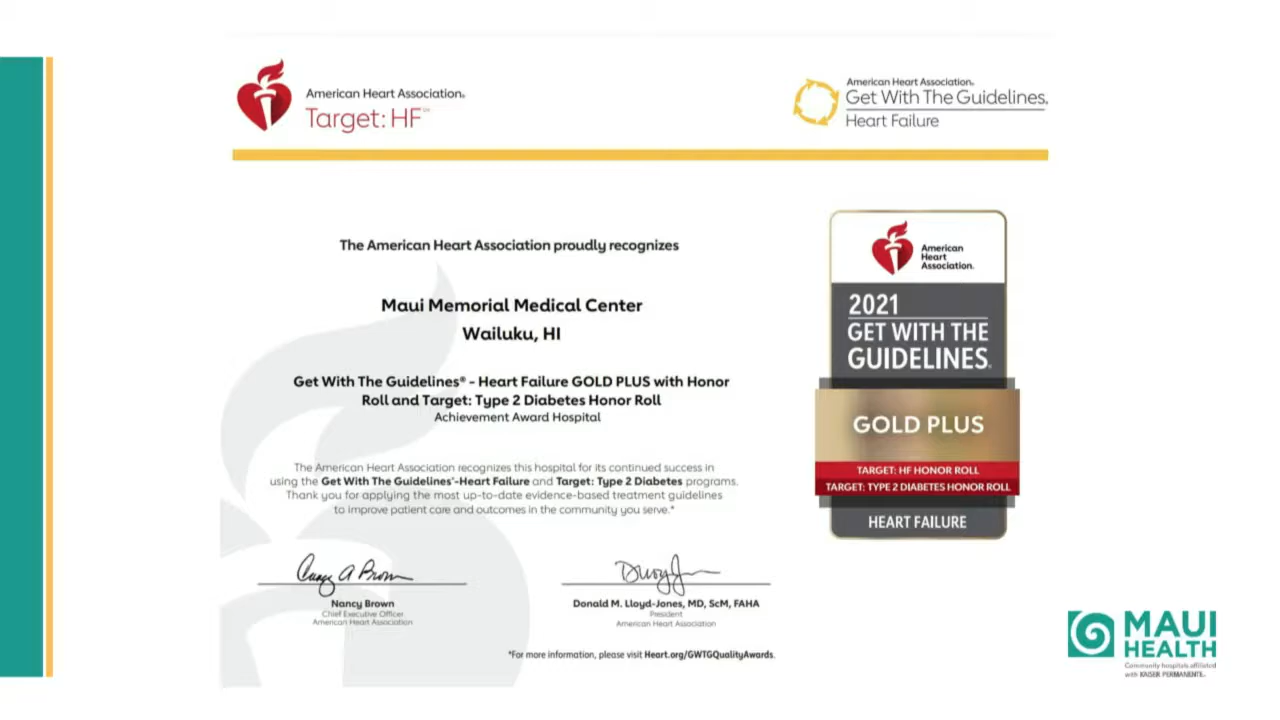 American Heart Association®
Target: HF℠
American Heart Association®
Get With The Guidelines®
Heart Failure
The American Heart Association proudly recognizes
Maui Memorial Medical Center
Wailuku, HI
Get With The Guidelines® - Heart Failure GOLD PLUS with Honor
Roll and Target: Type 2 Diabetes Honor Roll
Achievement Award Hospital
The American Heart Association recognizes this hospital for its continued success in
using the Get With The Guidelines®-Heart Failure and Target: Type 2 Diabetes programs.
Thank you for applying the most up-to-date evidence-based treatment guidelines
to improve patient care and outcomes in the community you serve.*
Nancy Brown
Chief Executive Officer
American Heart Association
Donald M. Lloyd-Jones, MD, ScM, FAHA
President
American Heart Association
*For more information, please visit Heart.org/GWTGQualityAwards.
American
Heart
Association®
2021
GET WITH THE
GUIDELINES®
GOLD PLUS
TARGET: HF HONOR ROLL
TARGET: TYPE 2 DIABETES HONOR ROLL
HEART FAILURE
MAUI
HEALTH
Community hospitals affiliated
with KAISER PERMANENTE®